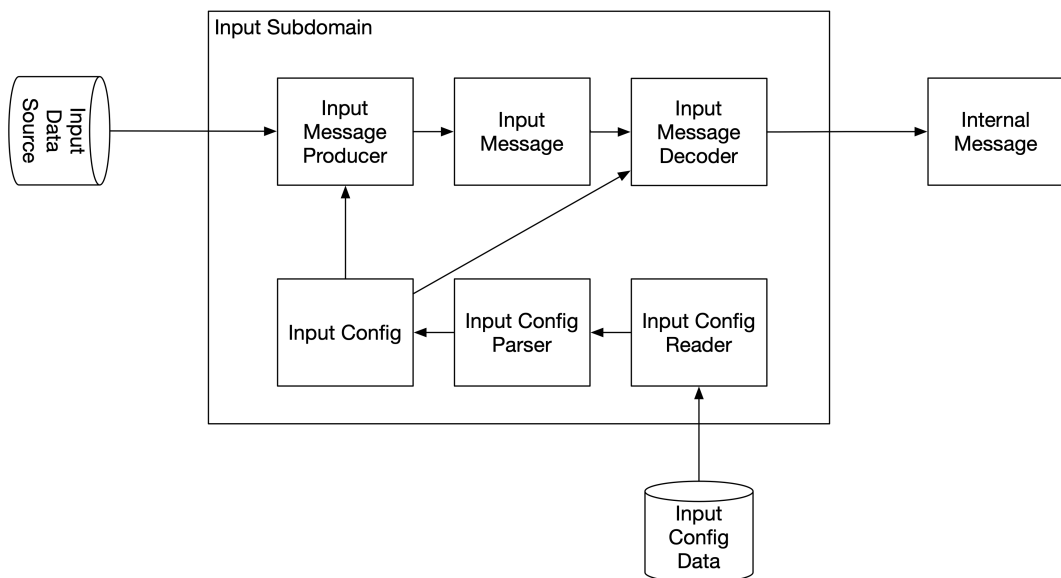 Input Subdomain
Input
Data
Source
Input
Message
Producer
Input
Message
Input
Message
Decoder
Internal
Message
Input Config
Input Config
Parser
Input Config
Reader
Input
Config
Data